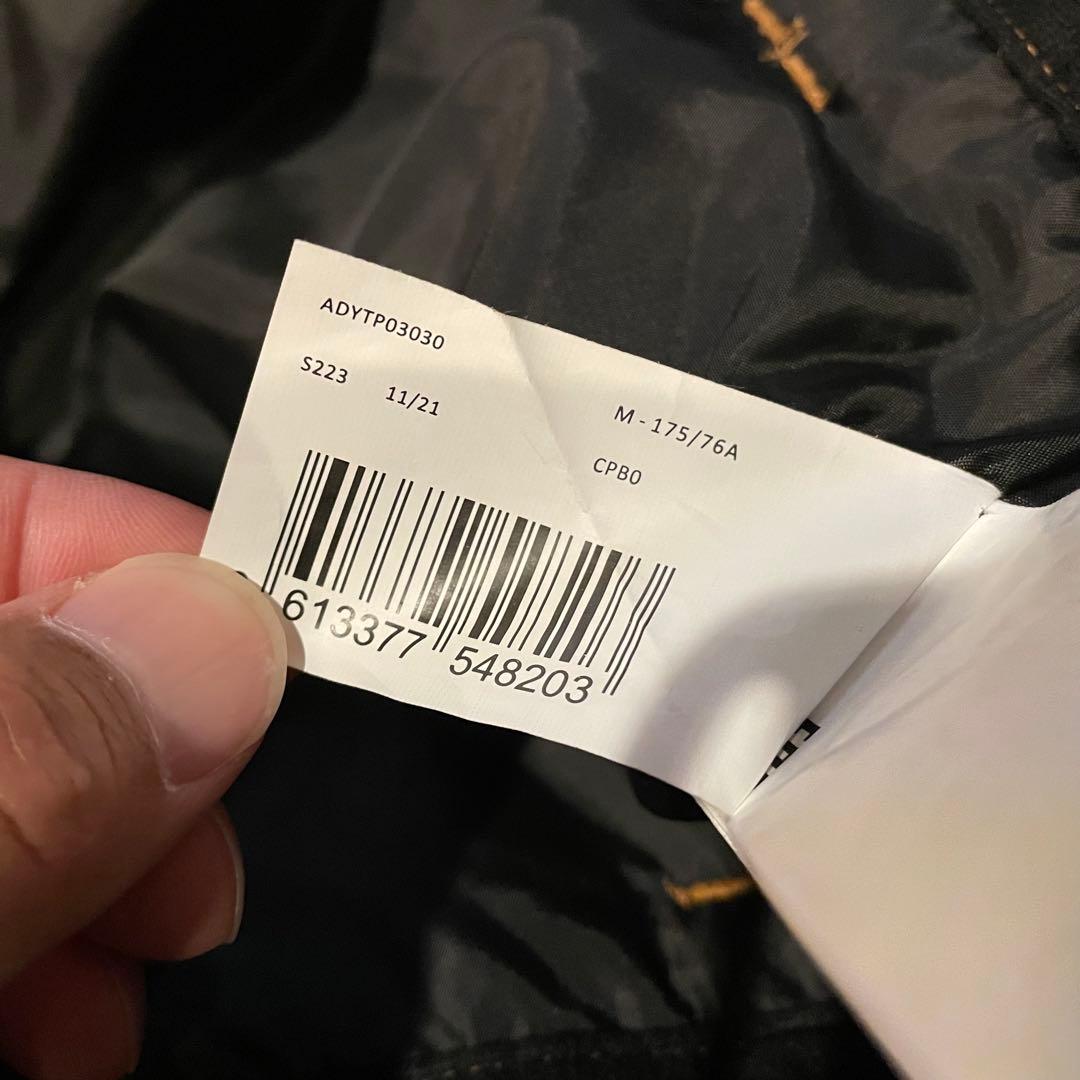 ADYTP03030
S223 11/21
M - 175/76A
CPB0
613377 548203